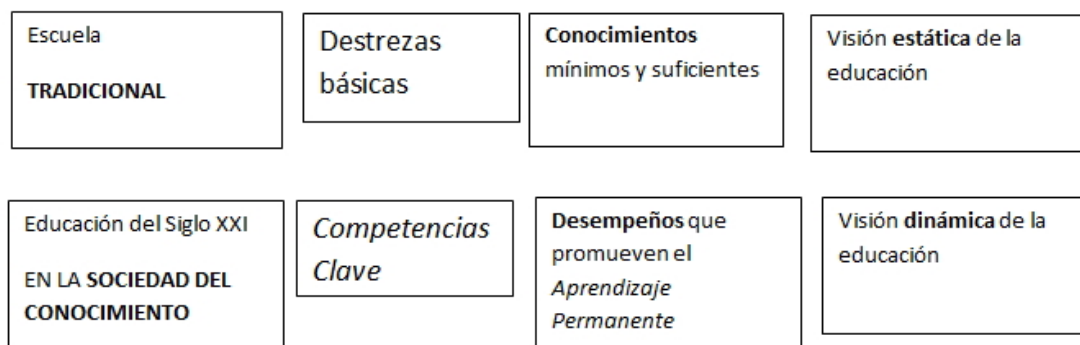 Escuela
TRADICIONAL
Destrezas
básicas
Conocimientos
mínimos y suficientes
Visión estática de la
educación
Educación del Siglo XXI
EN LA SOCIEDAD DEL
CONOCIMIENTO
Competencias
Clave
Desempeños que
promueven el
Aprendizaje
Permanente
Visión dinámica de la
educación